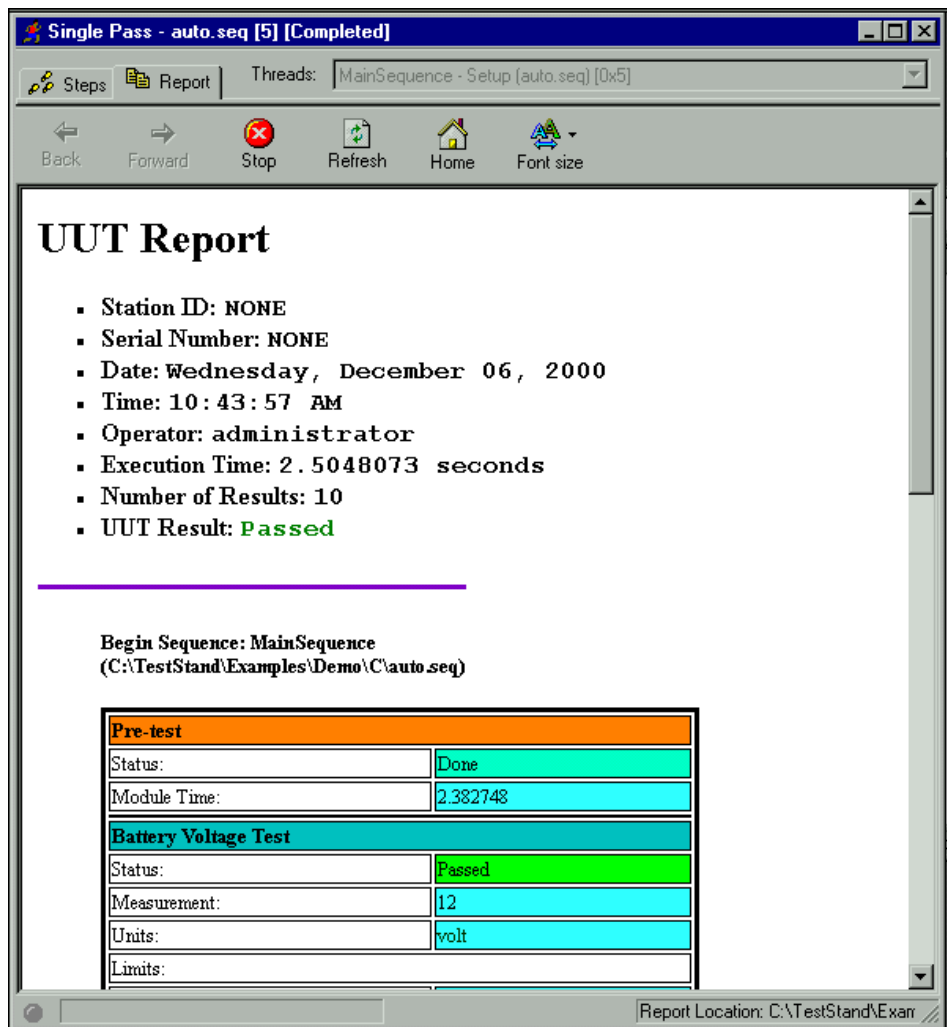 Single Pass - auto.seq [5] [Completed]
Steps
Report
Threads:
MainSequence - Setup (auto.seq) [0x5]
Back
Forward
Stop
Refresh
Home
Font size
UUT Report
Station ID: NONE
Serial Number: NONE
Date: Wednesday, December 06, 2000
Time: 10:43:57 AM
Operator: administrator
Execution Time: 2.5048073 seconds
Number of Results: 10
UUT Result: Passed
Begin Sequence: MainSequence
(C:\TestStand\Examples\Demo\C\auto.seq)
Pre-test
Status: Done
Module Time: 2.382748
Battery Voltage Test
Status: Passed
Measurement: 12
Units: volt
Limits:
Report Location: C:\TestStand\Exam